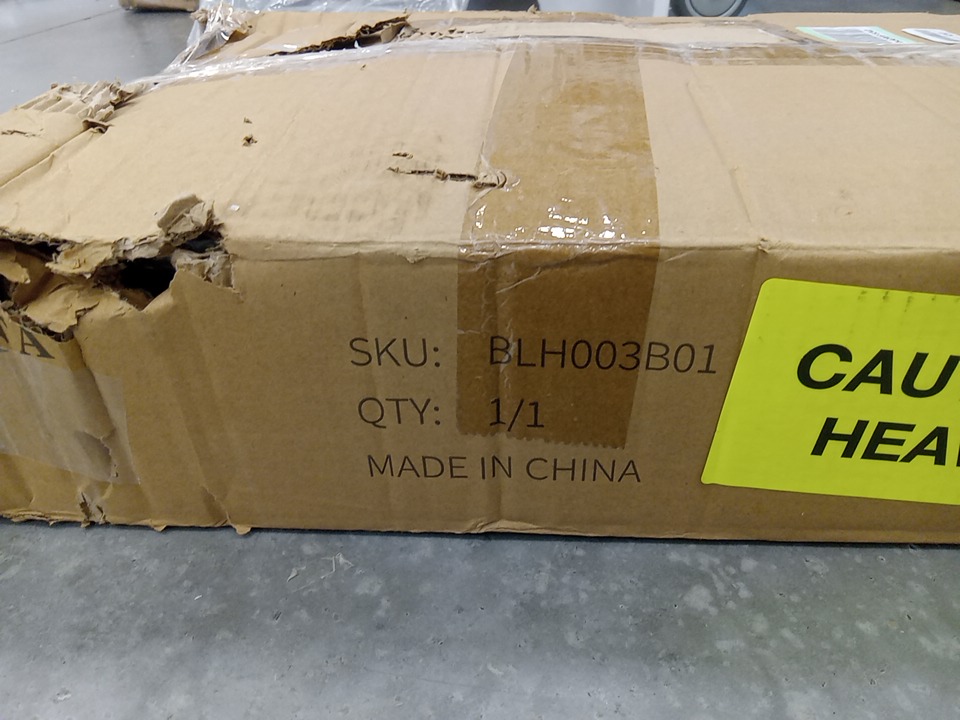 SKU: BLH003B01
QTY: 1/1
MADE IN CHINA
CAU
HEA